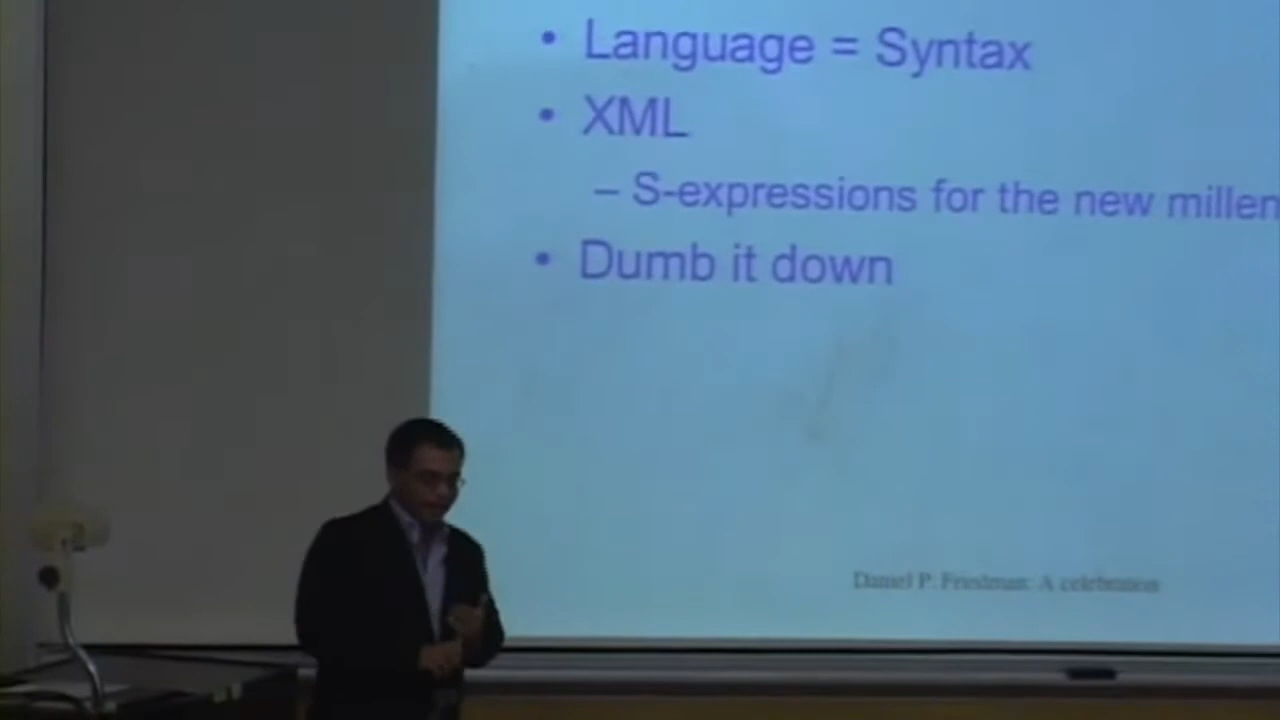 • Language = Syntax
• XML
– S-expressions for the new millen
• Dumb it down
Daniel P. Friedman: A celebration